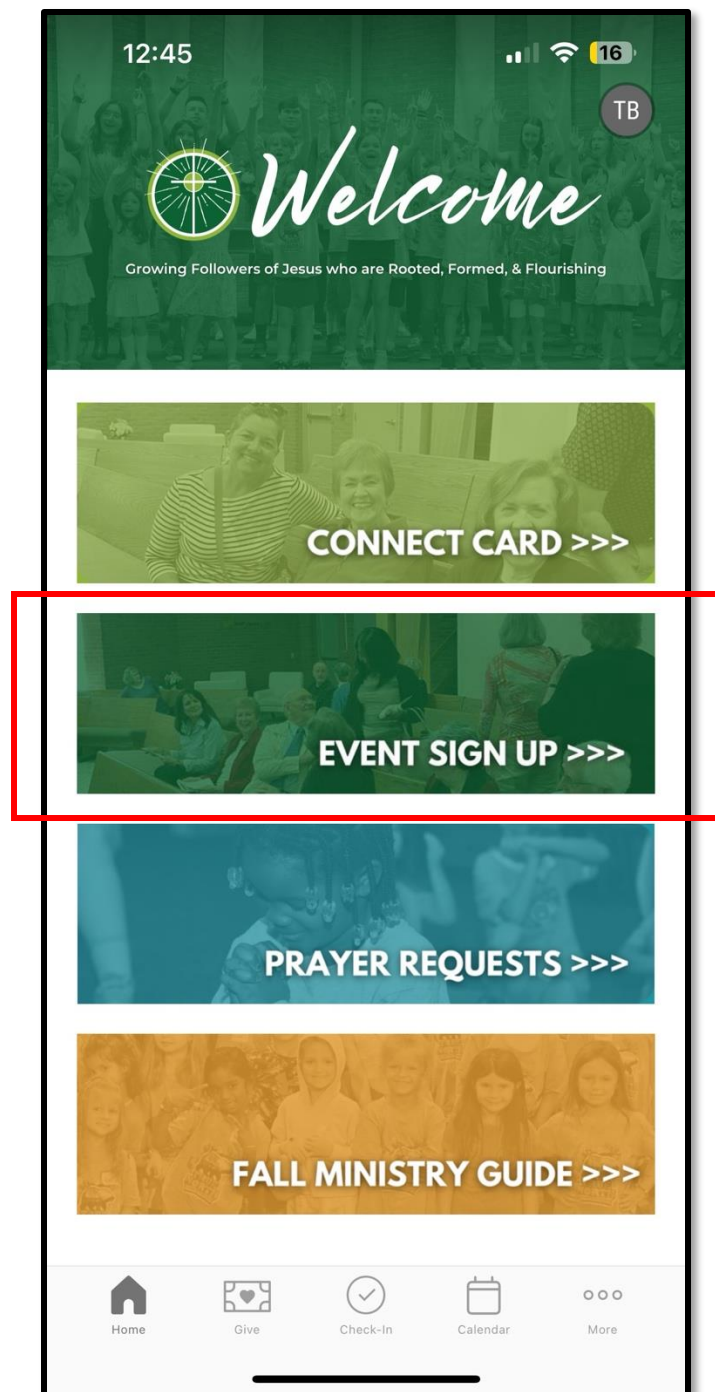 12:45
16
TB
Welcome
Growing Followers of Jesus who are Rooted, Formed, & Flourishing
CONNECT CARD >>>
EVENT SIGN UP >>>
PRAYER REQUESTS >>>
FALL MINISTRY GUIDE >>>
Home Give Check-In Calendar More